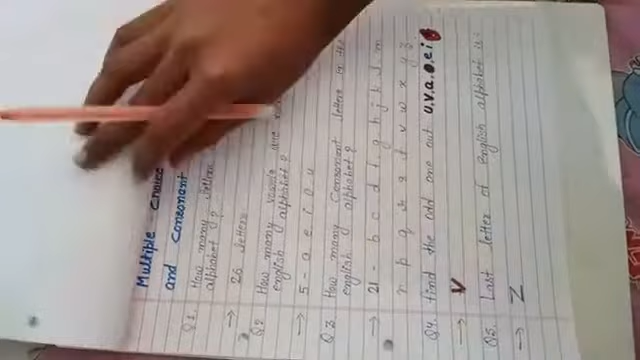 Multiple Choice
and Consonant
Q1. How many letters
alphabet ?
→ 26 letters
Q2 How many vowels are
english alphabet ?
→ 5 - a e i o u
Q3 How many Consonant letters in
english alphabet ?
→ 21 - b c d f g h j k l m
n p q r s t v w x y z
Q4. find the odd one out u, v, a, o, e i
→ V
Q5. Last letter of english alphabet is :
→ Z